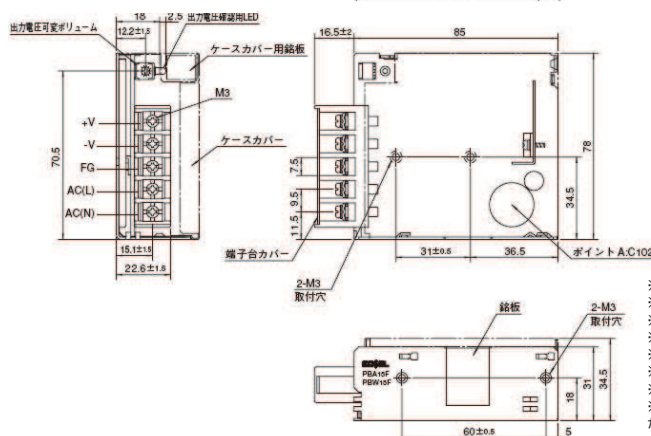 18
2.5
出力電圧確認用LED
出力電圧可変ボリューム
12.2±1.5
ケースカバー用銘板
16.5±2
85
M3
+V
-V
FG
AC(L)
AC(N)
ケースカバー
70.5
7.5
9.5
11.5
78
34.5
15.1±1.5
22.6±1.5
端子台カバー
31±0.5
36.5
ポイントA:C102
2-M3
取付穴
銘板
2-M3
取付穴
COSEL
PBA15F
PBW15F
18
31
34.5
60±0.5
5
※
※
※
※
※
※
※
※